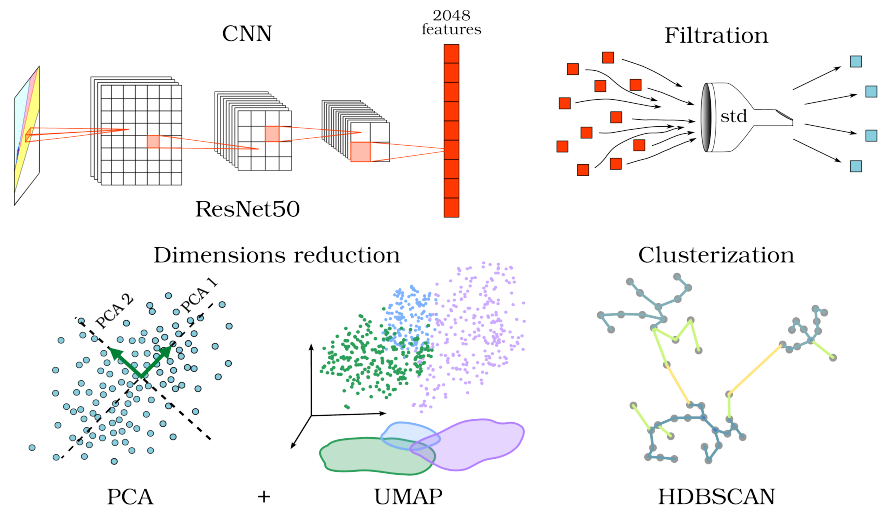 CNN
2048
features
Filtration
std
ResNet50
Dimensions reduction
Clusterization
PCA 2
PCA 1
PCA + UMAP
HDBSCAN